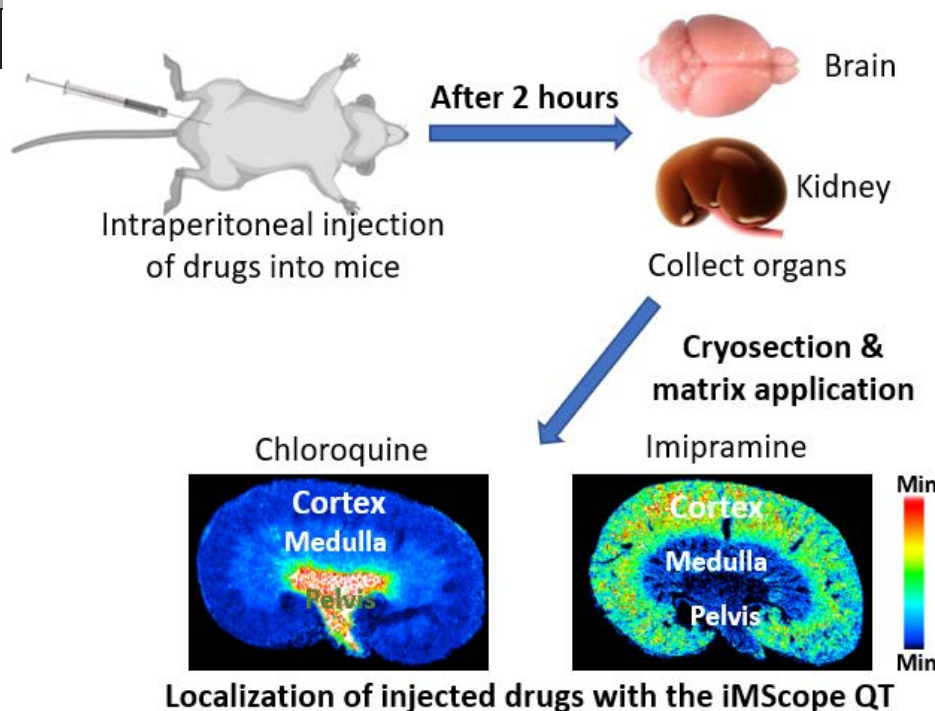 After 2 hours
Brain
Kidney
Intraperitoneal injection
of drugs into mice
Collect organs
Cryosection &
matrix application
Chloroquine
Imipramine
Cortex
Medulla
Pelvis
Cortex
Medulla
Pelvis
Min
Min
Localization of injected drugs with the iMScope QT